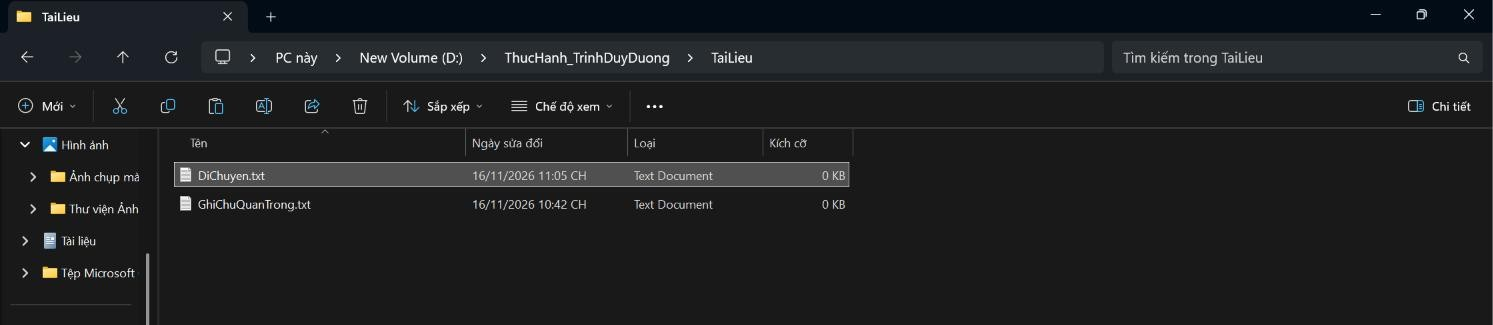 TaiLieu
PC này > New Volume (D:) > ThucHanh_TrinhDuyDuong > TaiLieu
Tìm kiếm trong TaiLieu
Mới
Sắp xếp
Chế độ xem
Chi tiết
Hình ảnh
Ảnh chụp mà
Thư viện Ảnh
Tài liệu
Tệp Microsoft
Tên Ngày sửa đổi Loại Kích cỡ
DiChuyen.txt 16/11/2026 11:05 CH Text Document 0 KB
GhiChuQuanTrong.txt 16/11/2026 10:42 CH Text Document 0 KB